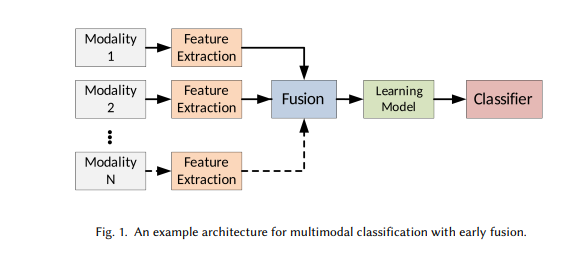 Modality
1
Feature
Extraction
Modality
2
Feature
Extraction
Fusion
Learning
Model
Classifier
Modality
N
Feature
Extraction
Fig. 1. An example architecture for multimodal classification with early fusion.